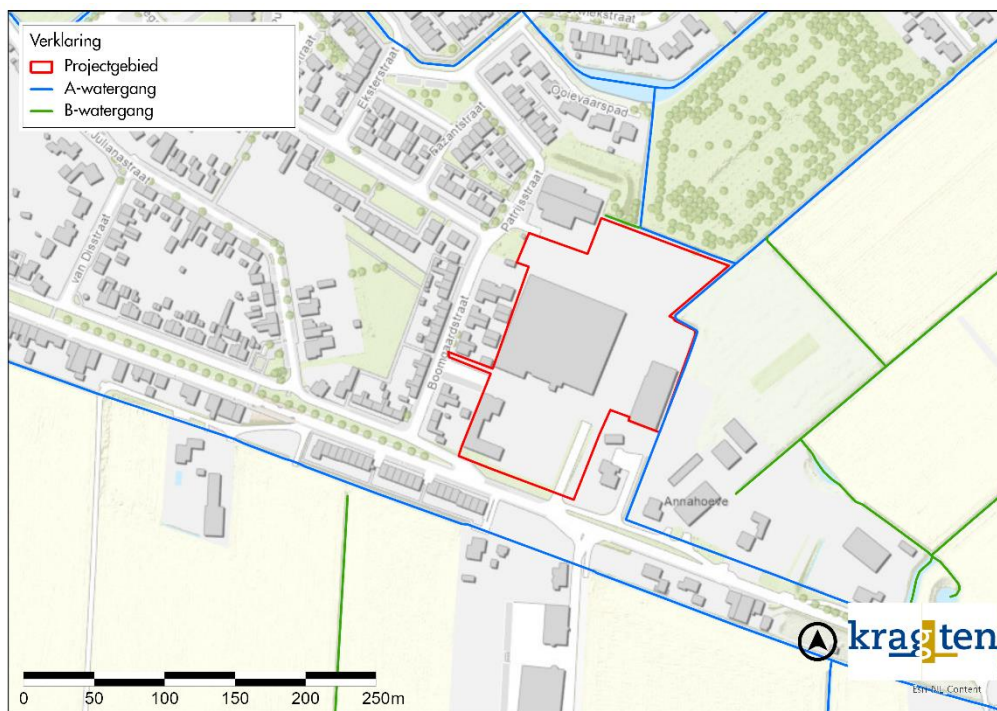 Verklaring
Projectgebied
A-watergang
B-watergang
Eksterstraat
Fazantstraat
Ooievaarspad
Patrijsstraat
Julianastraat
van Disstraat
Boomgaardstraat
Annahoeve
kragten
0 50 100 150 200 250m
Esri NL Content